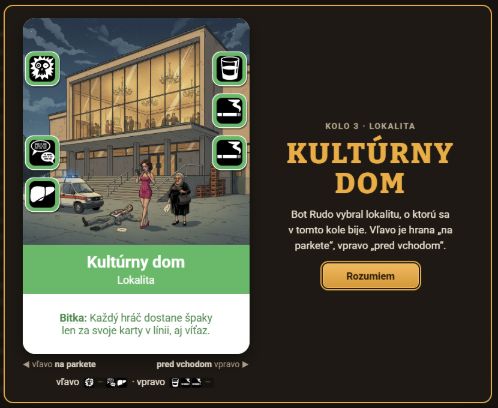 KOLO 3 · LOKALITA
KULTÚRNY
DOM
Bot Rudo vybral lokalitu, o ktorú sa
v tomto kole bije. Vľavo je hrana „na
parkete“, vpravo „pred vchodom“.
Rozumiem
Kultúrny dom
Lokalita
Bitka: Každý hráč dostane špaky
len za svoje karty v línii, aj víťaz.
◀ vľavo na parkete
pred vchodom vpravo ▶
vľavo – · vpravo –